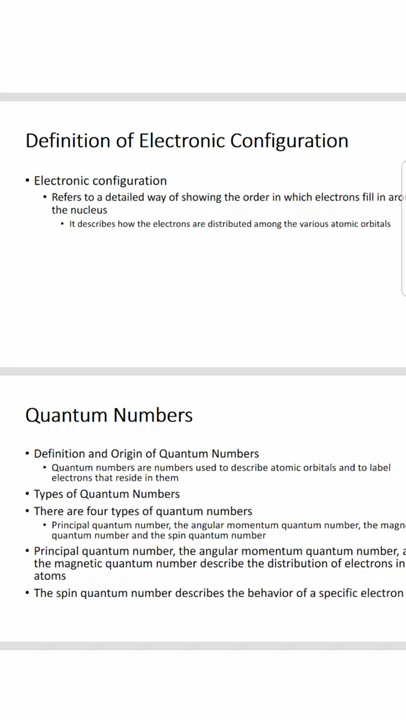 Definition of Electronic Configuration
• Electronic configuration
• Refers to a detailed way of showing the order in which electrons fill in
the nucleus
• It describes how the electrons are distributed among the various atomic orbitals
Quantum Numbers
• Definition and Origin of Quantum Numbers
• Quantum numbers are numbers used to describe atomic orbitals and to label
electrons that reside in them
• Types of Quantum Numbers
• There are four types of quantum numbers
• Principal quantum number, the angular momentum quantum number, the
quantum number and the spin quantum number
• Principal quantum number, the angular momentum quantum number,
the magnetic quantum number describe the distribution of electrons in
atoms
• The spin quantum number describes the behavior of a specific electron